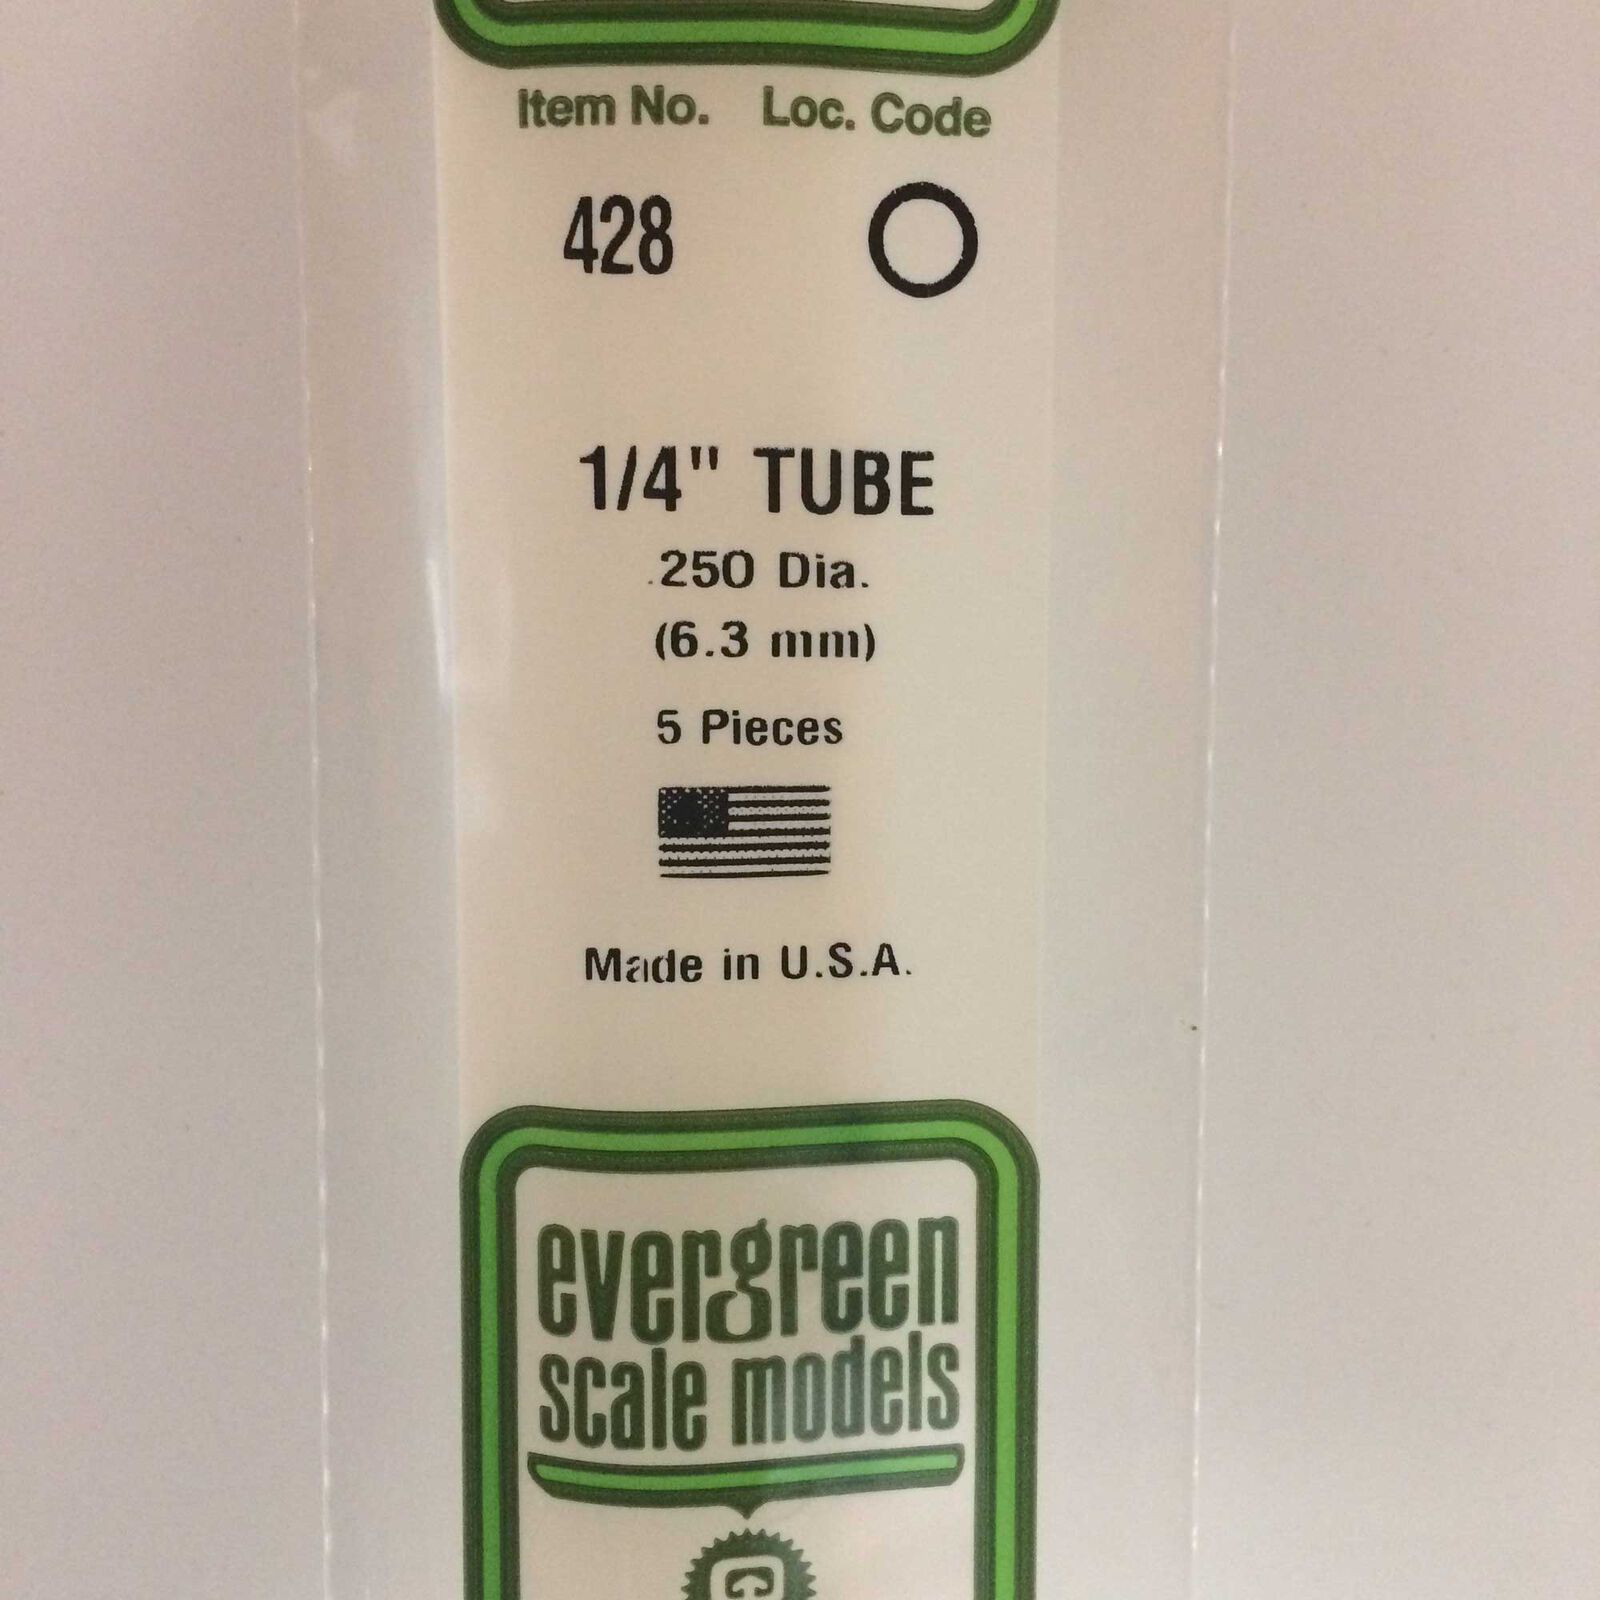 Item No. Loc. Code
428
1/4" TUBE
.250 Dia.
(6.3 mm)
5 Pieces
Made in U.S.A.
evergreen
scale models